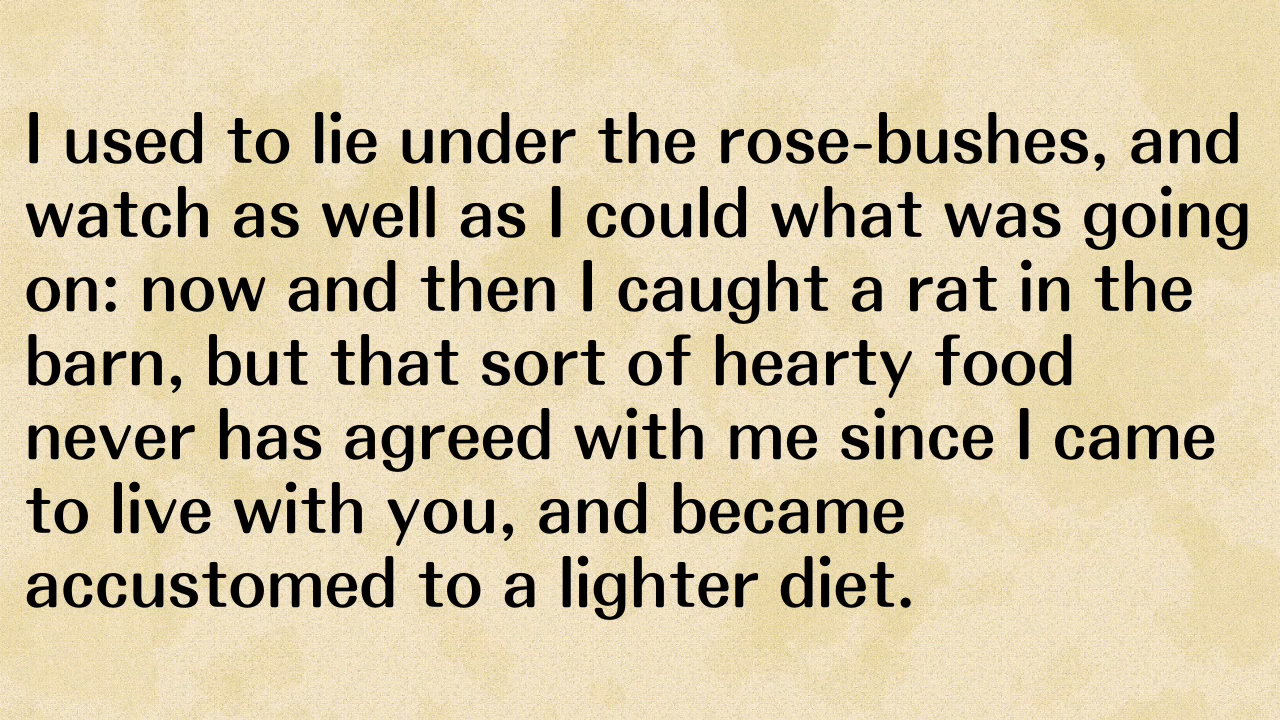 I used to lie under the rose-bushes, and
watch as well as I could what was going
on: now and then I caught a rat in the
barn, but that sort of hearty food
never has agreed with me since I came
to live with you, and became
accustomed to a lighter diet.